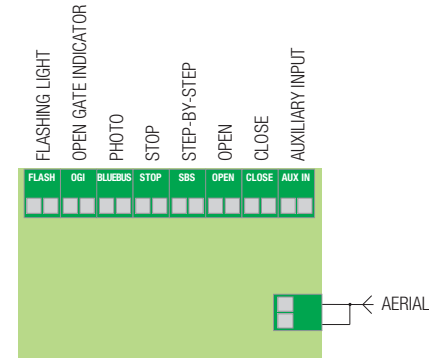 FLASHING LIGHT
OPEN GATE INDICATOR
PHOTO
STOP
STEP-BY-STEP
OPEN
CLOSE
AUXILIARY INPUT
FLASH
OGI
BLUEBUS
STOP
SBS
OPEN
CLOSE
AUX IN
AERIAL